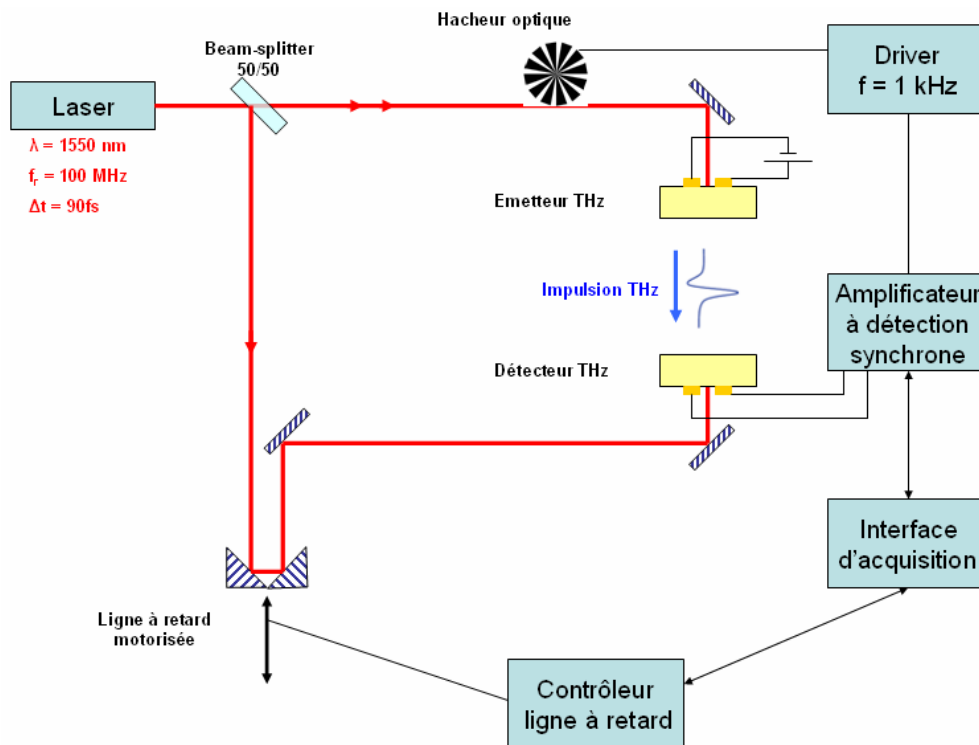 Hacheur optique
Beam-splitter
50/50
Driver
f = 1 kHz
Laser
λ = 1550 nm
fr = 100 MHz
Δt = 90fs
Emetteur THz
Impulsion THz
Amplificateur
à détection
synchrone
Détecteur THz
Interface
d'acquisition
Ligne à retard
motorisée
Contrôleur
ligne à retard